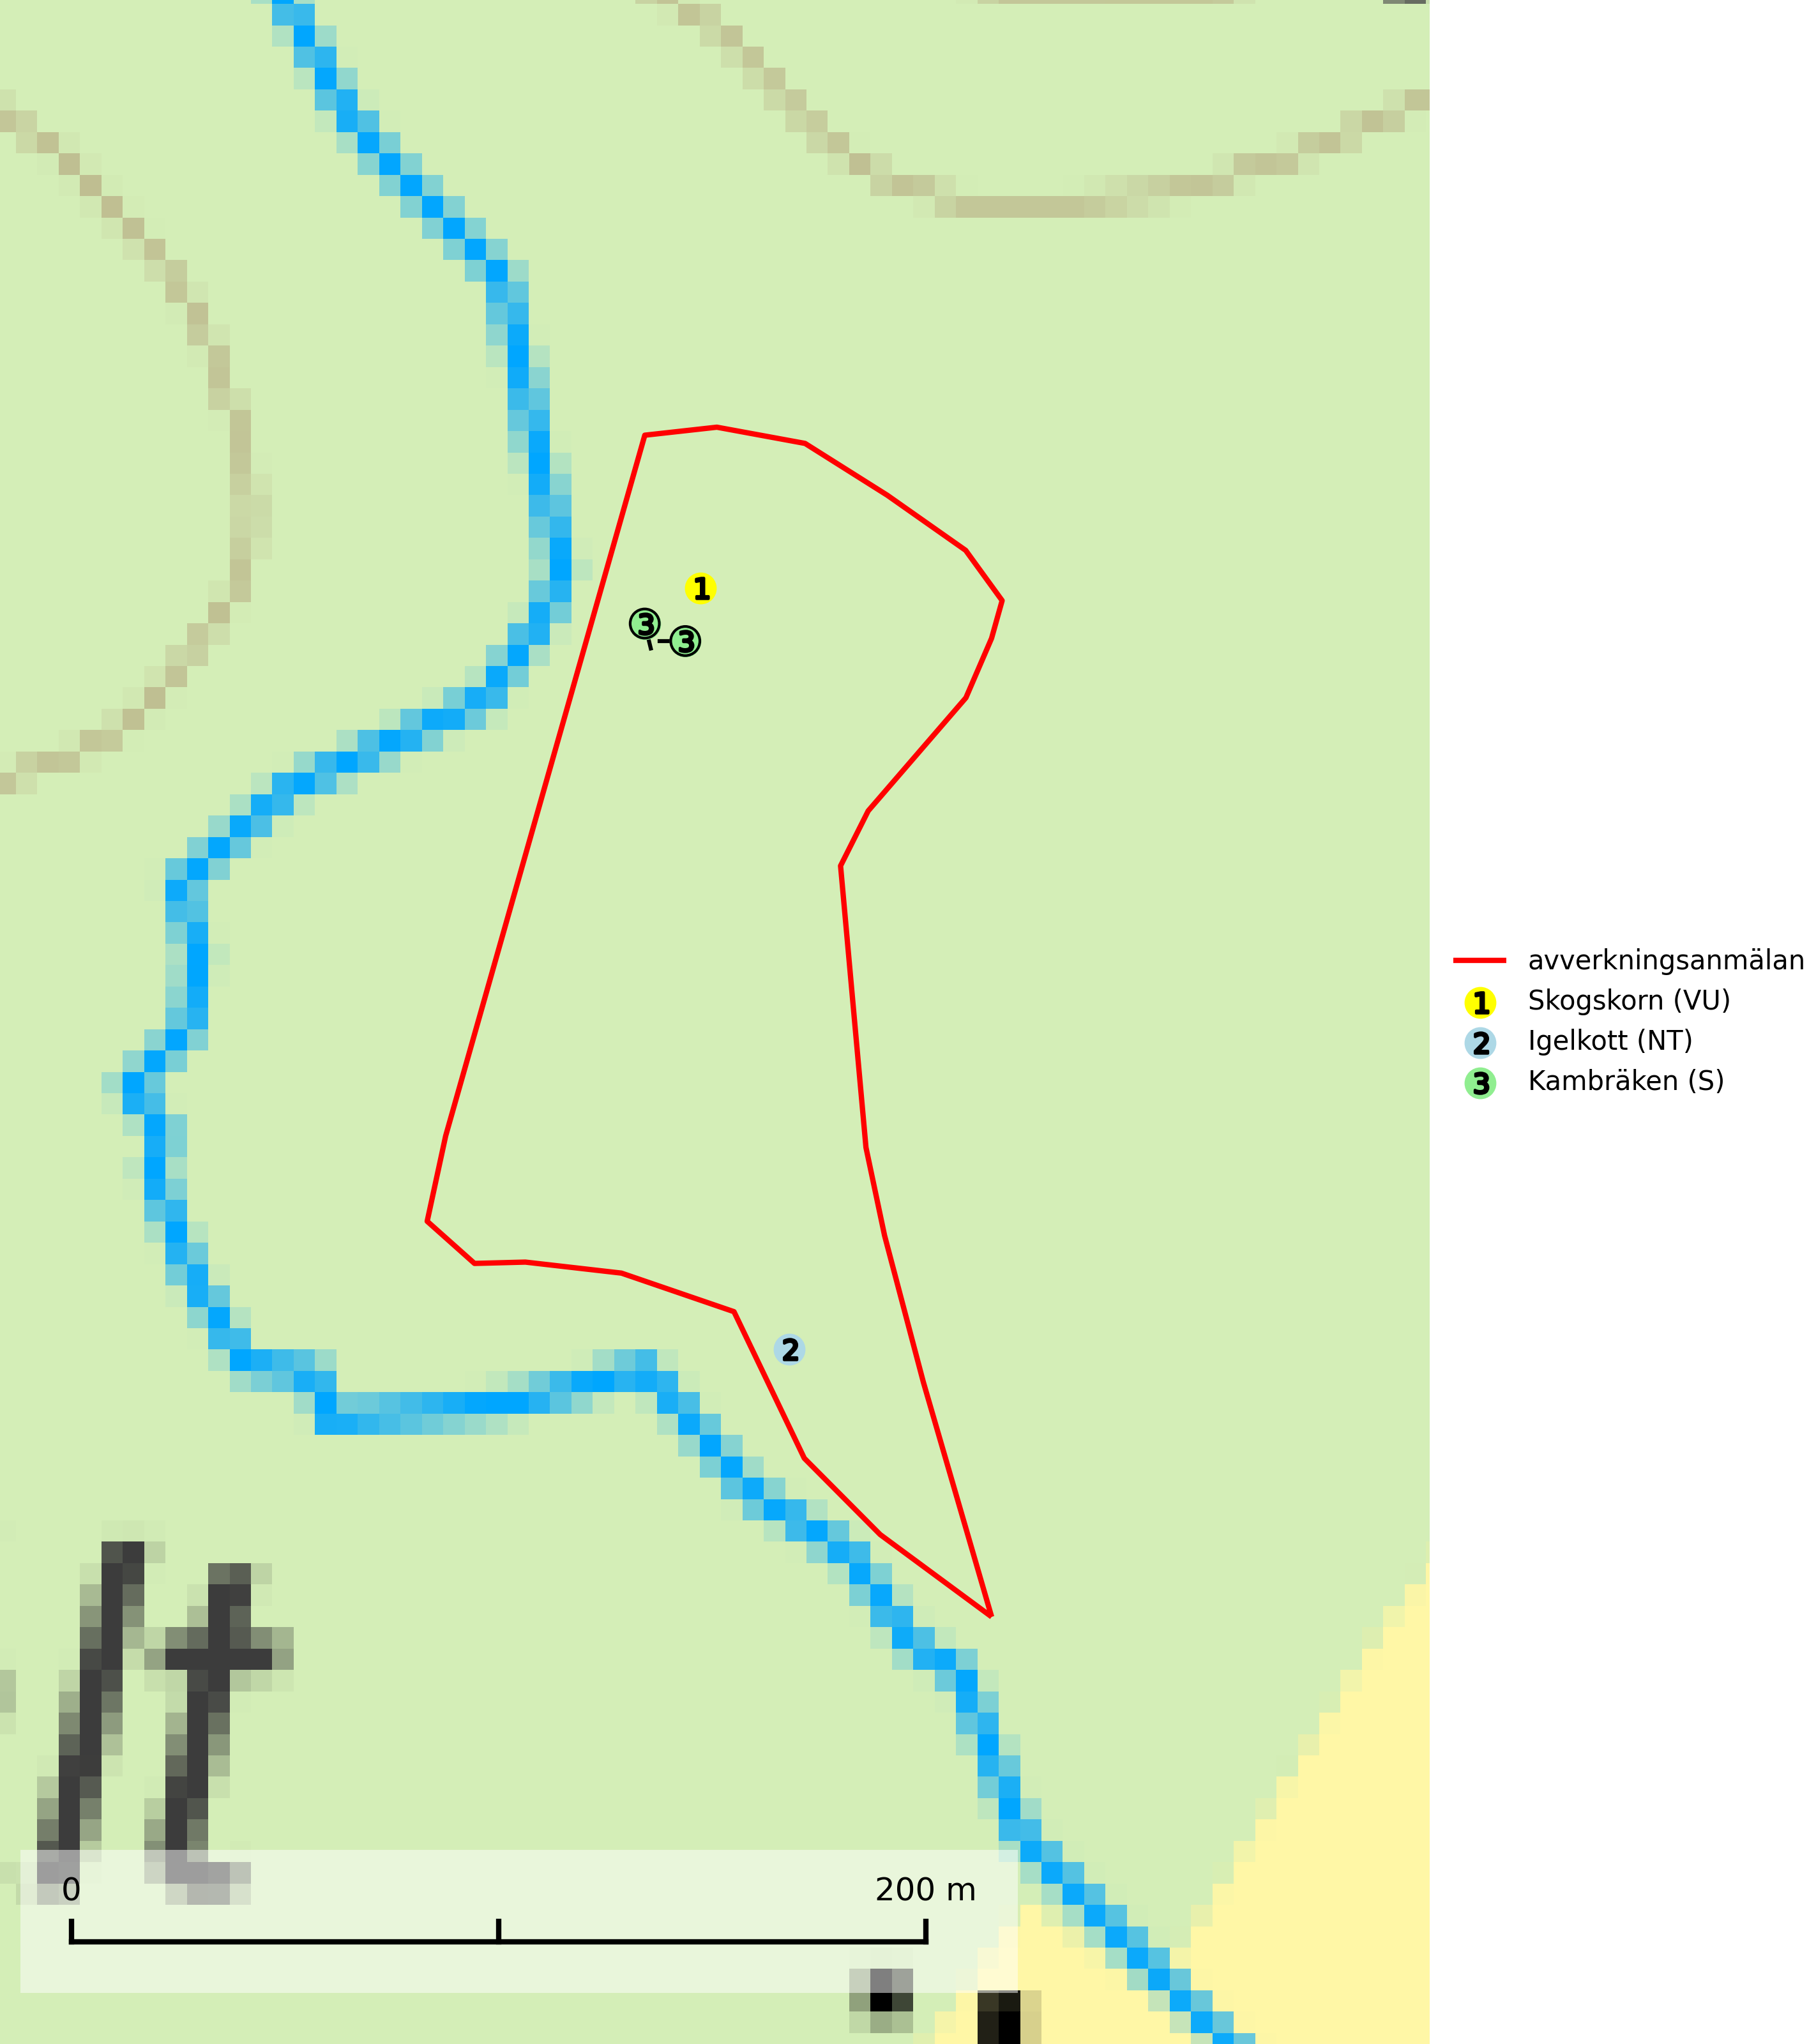 1
3
3
2
avverkningsanmälan
1 Skogskorn (VU)
2 Igelkott (NT)
3 Kambräken (S)
0 200 m